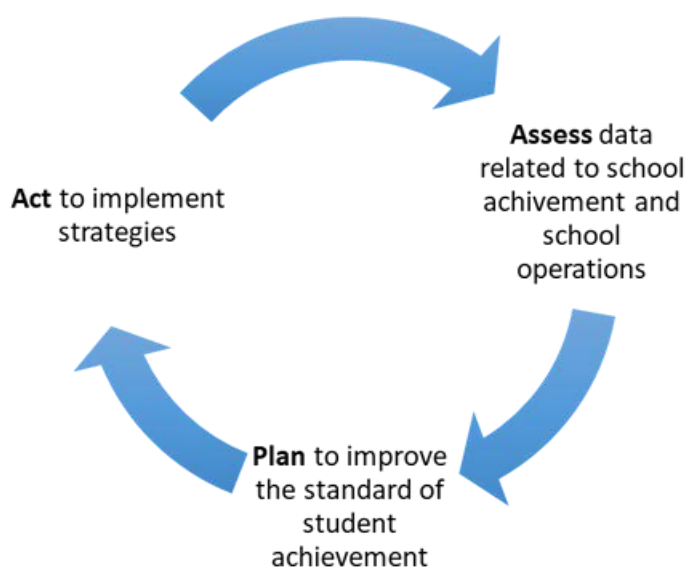 Assess data
related to school
achivement and
school
operations
Plan to improve
the standard of
student
achievement
Act to implement
strategies